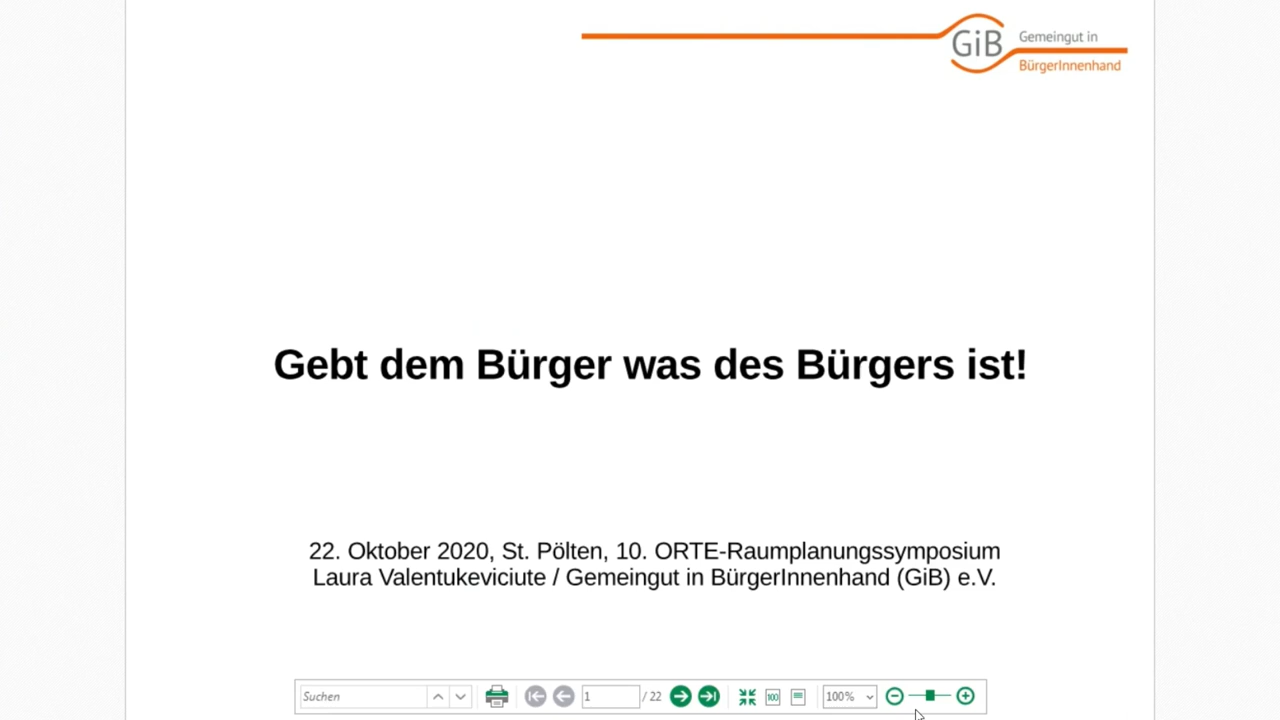 GiB Gemeingut in
BürgerInnenhand
Gebt dem Bürger was des Bürgers ist!
22. Oktober 2020, St. Pölten, 10. ORTE-Raumplanungssymposium
Laura Valentukeviciute / Gemeingut in BürgerInnenhand (GiB) e.V.
Suchen 1 / 22 100 100%